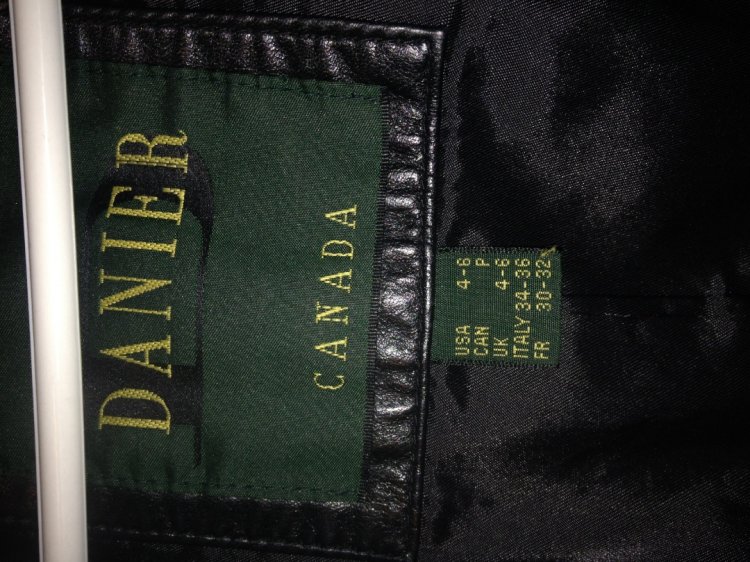 DANIER
CANADA
USA 4-6
CAN P
UK 4-6
ITALY 34-36
FR 30-32